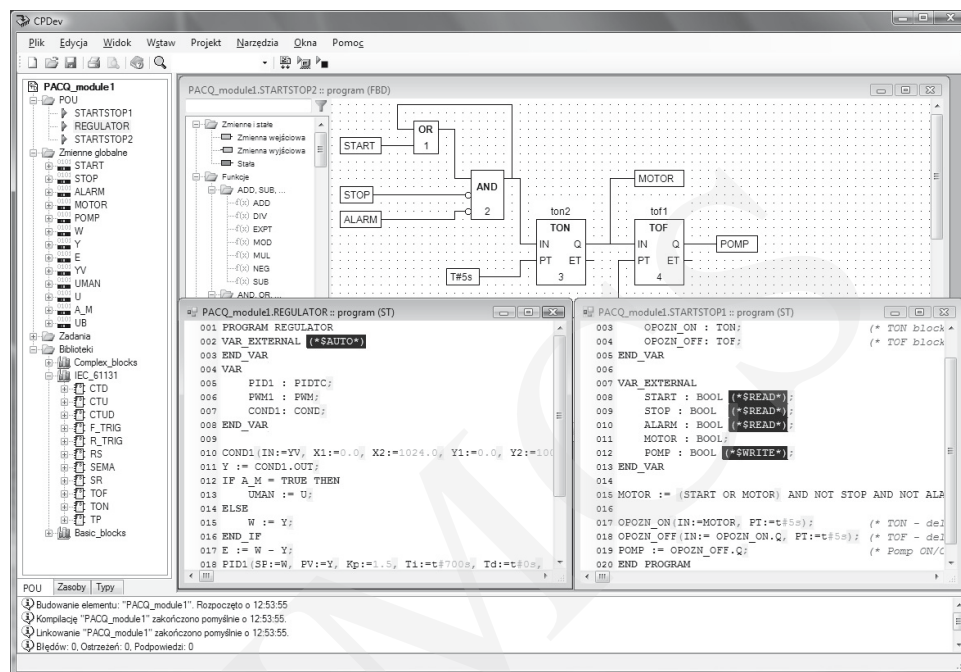 CPDev
Plik Edycja Widok Wstaw Projekt Narzędzia Okna Pomoc
PACQ_module1
POU
STARTSTOP1
REGULATOR
STARTSTOP2
Zmienne globalne
START
STOP
ALARM
MOTOR
POMP
W
Y
E
YV
UMAN
U
A_M
UB
Zadania
Biblioteki
Complex_blocks
IEC_61131
CTD
CTU
CTUD
F_TRIG
R_TRIG
RS
SEMA
SR
TOF
TON
TP
Basic_blocks
POU Zasoby Typy
PACQ_module1.STARTSTOP2 :: program (FBD)
Zmienne i stałe
Zmienna wejściowa
Zmienna wyjściowa
Stała
Funkcje
ADD, SUB, ...
f(x) ADD
f(x) DIV
f(x) EXPT
f(x) MOD
f(x) MUL
f(x) NEG
f(x) SUB
AND, OR, ...
START
OR
1
STOP
ALARM
AND
2
MOTOR
ton2
TON
IN Q
PT ET
3
T#5s
tof1
TOF
IN Q
PT ET
4
POMP
PACQ_module1.REGULATOR :: program (ST)
001 PROGRAM REGULATOR
002 VAR_EXTERNAL (*$AUTO*)
003 END_VAR
004 VAR
005 PID1 : PIDTC;
006 PWM1 : PWM;
007 COND1: COND;
008 END_VAR
009
010 COND1(IN:=YV, X1:=0.0, X2:=1024.0, Y1:=0.0, Y2:=100
011 Y := COND1.OUT;
012 IF A_M = TRUE THEN
013 UMAN := U;
014 ELSE
015 W := Y;
016 END_IF
017 E := W - Y;
018 PID1(SP:=W, PV:=Y, Kp:=1.5, Ti:=t#700s, Td:=t#0s,
PACQ_module1.STARTSTOP1 :: program (ST)
003 OPOZN_ON : TON; (* TON block
004 OPOZN_OFF: TOF; (* TOF block
005 END_VAR
006
007 VAR_EXTERNAL
008 START : BOOL (*$READ*);
009 STOP : BOOL (*$READ*);
010 ALARM : BOOL (*$READ*);
011 MOTOR : BOOL;
012 POMP : BOOL (*$WRITE*);
013 END_VAR
014
015 MOTOR := (START OR MOTOR) AND NOT STOP AND NOT ALA
016
017 OPOZN_ON(IN:=MOTOR, PT:=t#5s); (* TON - del
018 OPOZN_OFF(IN:= OPOZN_ON.Q, PT:=t#5s); (* TOF - del
019 POMP := OPOZN_OFF.Q; (* Pomp ON/O
020 END PROGRAM
Budowanie elementu: "PACQ_module1". Rozpoczęto o 12:53:55
Kompilację "PACQ_module1" zakończono pomyślnie o 12:53:55.
Linkowanie "PACQ_module1" zakończono pomyślnie o 12:53:55.
Błędów: 0, Ostrzeżeń: 0, Podpowiedzi: 0